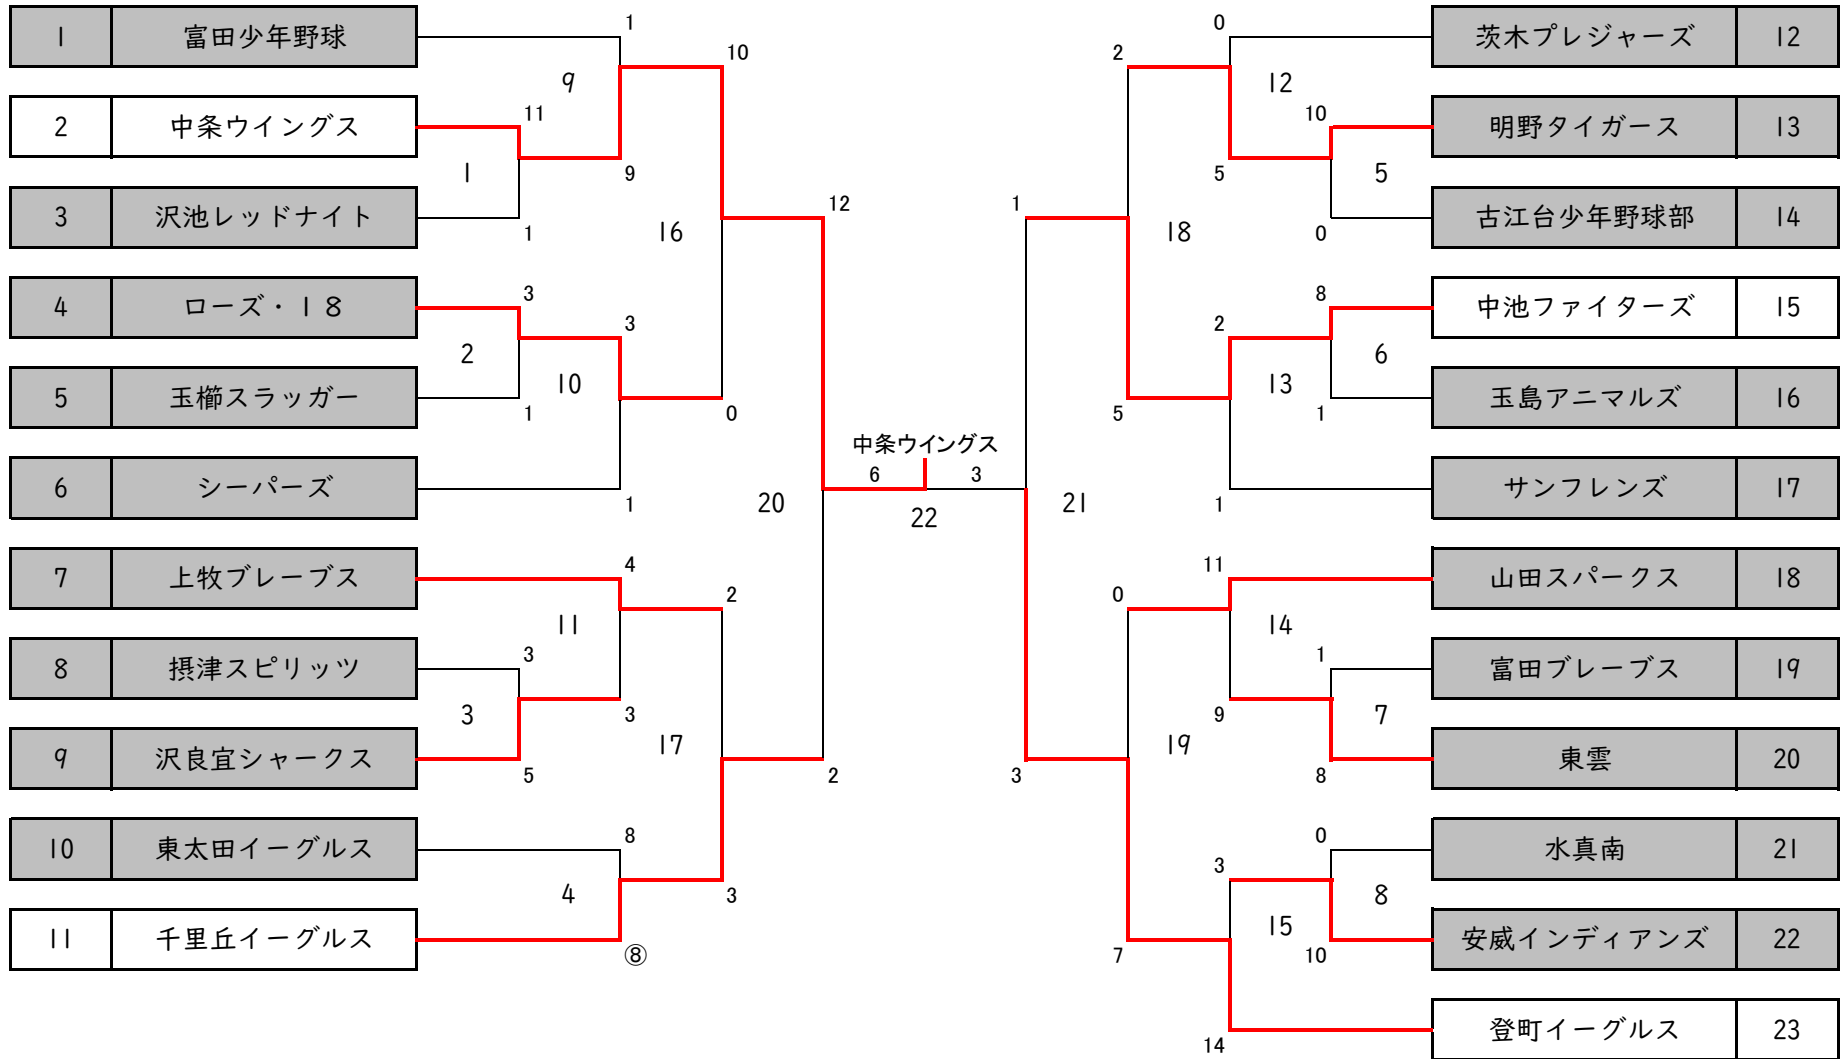 1 富田少年野球
2 中条ウイングス
3 沢池レッドナイト
4 ローズ・18
5 玉櫛スラッガー
6 シーパーズ
7 上牧ブレーブス
8 摂津スピリッツ
9 沢良宜シャークス
10 東太田イーグルス
11 千里丘イーグルス
1
9
11
9
1
1
3
2
1
3
10
1
4
11
3
3
5
3
8
4
⑧
10
16
0
2
17
3
12
20
2
中条ウイングス
6 3
22
1
21
3
2
18
5
0
19
7
0
12
5
10
5
0
2
13
1
8
6
1
11
14
9
1
7
8
3
15
14
0
8
10
茨木プレジャーズ 12
明野タイガース 13
古江台少年野球部 14
中池ファイターズ 15
玉島アニマルズ 16
サンフレンズ 17
山田スパークス 18
富田ブレーブス 19
東雲 20
水真南 21
安威インディアンズ 22
登町イーグルス 23